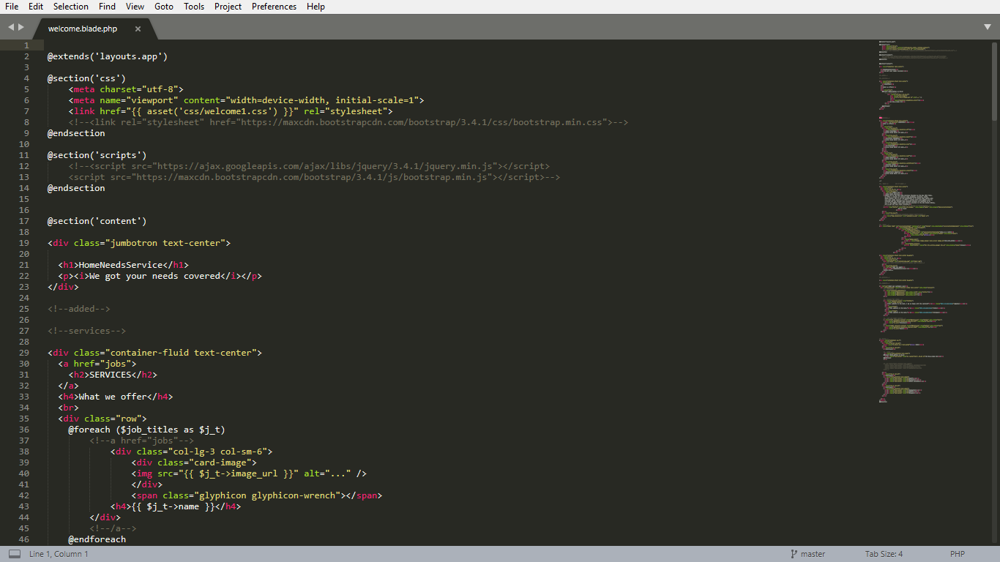 File Edit Selection Find View Goto Tools Project Preferences Help
welcome.blade.php ×
1
2 @extends('layouts.app')
3
4 @section('css')
5 <meta charset="utf-8">
6 <meta name="viewport" content="width=device-width, initial-scale=1">
7 <link href="{{ asset('css/welcome1.css') }}" rel="stylesheet">
8 <!--<link rel="stylesheet" href="https://maxcdn.bootstrapcdn.com/bootstrap/3.4.1/css/bootstrap.min.css">-->
9 @endsection
10
11 @section('scripts')
12 <!--<script src="https://ajax.googleapis.com/ajax/libs/jquery/3.4.1/jquery.min.js"></script>
13 <script src="https://maxcdn.bootstrapcdn.com/bootstrap/3.4.1/js/bootstrap.min.js"></script>-->
14 @endsection
15
16
17 @section('content')
18
19 <div class="jumbotron text-center">
20
21 <h1>HomeNeedsService</h1>
22 <p><i>We got your needs covered</i></p>
23 </div>
24
25 <!--added-->
26
27 <!--services-->
28
29 <div class="container-fluid text-center">
30 <a href="jobs">
31 <h2>SERVICES</h2>
32 </a>
33 <h4>What we offer</h4>
34 <br>
35 <div class="row">
36 @foreach ($job_titles as $j_t)
37 <!--a href="jobs"-->
38 <div class="col-lg-3 col-sm-6">
39 <div class="card-image">
40 <img src="{{ $j_t->image_url }}" alt="..." />
41 </div>
42 <span class="glyphicon glyphicon-wrench"></span>
43 <h4>{{ $j_t->name }}</h4>
44 </div>
45 <!--/a-->
46 @endforeach
Line 1, Column 1 master Tab Size: 4 PHP